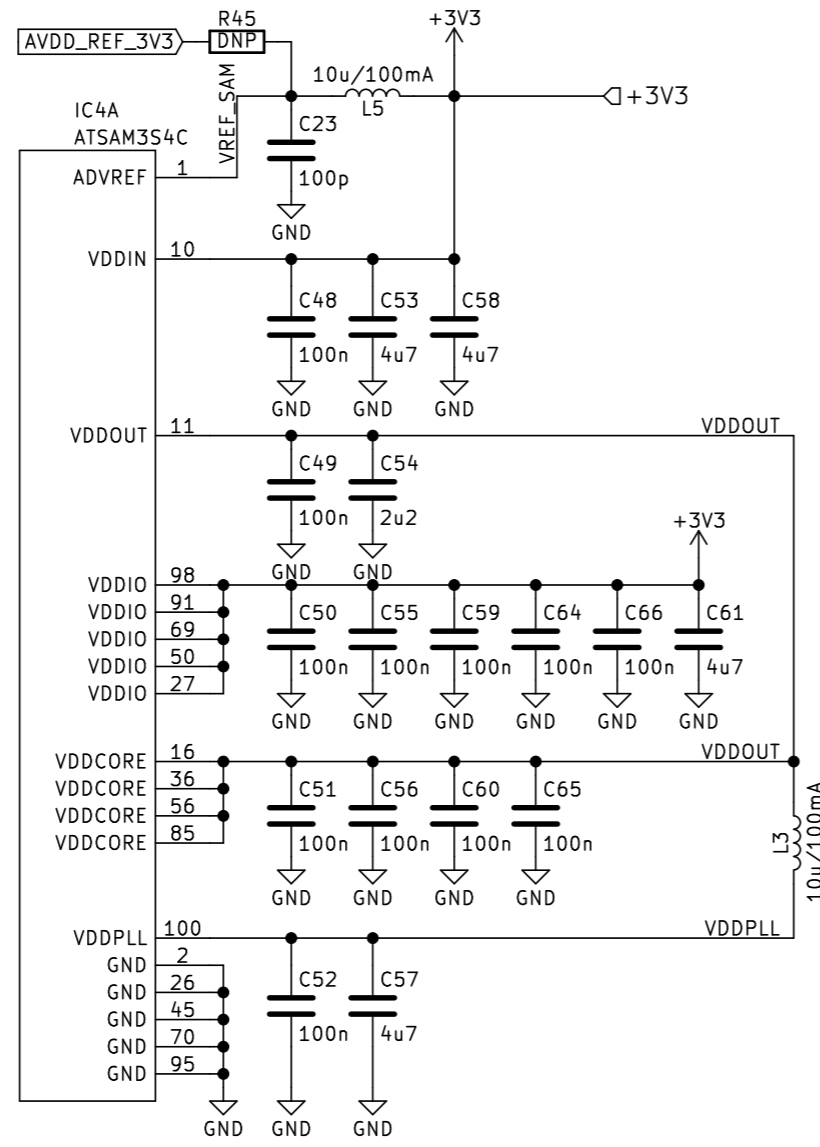 R45
+3V3
AVDD_REF_3V3
DNP
10u/100mA
L5
+3V3
VREF_SAM
IC4A
ATSAM3S4C
C23
100p
GND
ADVREF 1
VDDIN 10
C48 C53 C58
100n 4u7 4u7
GND GND GND
VDDOUT 11 VDDOUT
C49 C54
100n 2u2
GND GND
+3V3
VDDIO 98
VDDIO 91
VDDIO 69
VDDIO 50
VDDIO 27
C50 C55 C59 C64 C66 C61
100n 100n 100n 100n 100n 4u7
GND GND GND GND GND GND
VDDCORE 16 VDDOUT
VDDCORE 36
VDDCORE 56
VDDCORE 85
C51 C56 C60 C65
100n 100n 100n 100n
GND GND GND GND
L3
10u/100mA
VDDPLL 100 VDDPLL
GND 2
GND 26
GND 45
GND 70
GND 95
C52 C57
100n 4u7
GND GND GND